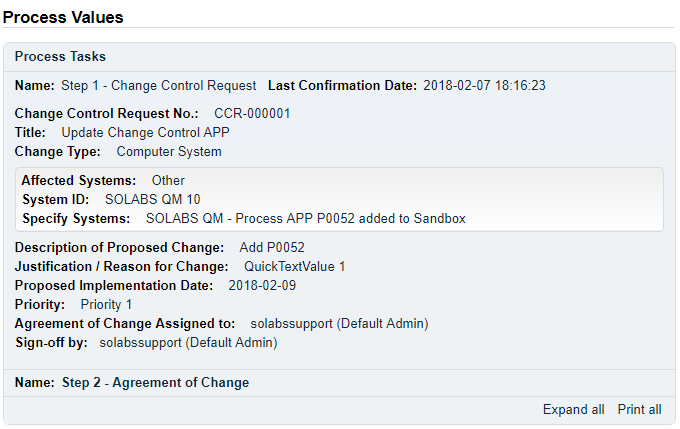 Process Values
Process Tasks
Name: Step 1 - Change Control Request Last Confirmation Date: 2018-02-07 18:16:23
Change Control Request No.: CCR-000001
Title: Update Change Control APP
Change Type: Computer System
Affected Systems: Other
System ID: SOLABS QM 10
Specify Systems: SOLABS QM - Process APP P0052 added to Sandbox
Description of Proposed Change: Add P0052
Justification / Reason for Change: QuickTextValue 1
Proposed Implementation Date: 2018-02-09
Priority: Priority 1
Agreement of Change Assigned to: solabssupport (Default Admin)
Sign-off by: solabssupport (Default Admin)
Name: Step 2 - Agreement of Change
Expand all Print all